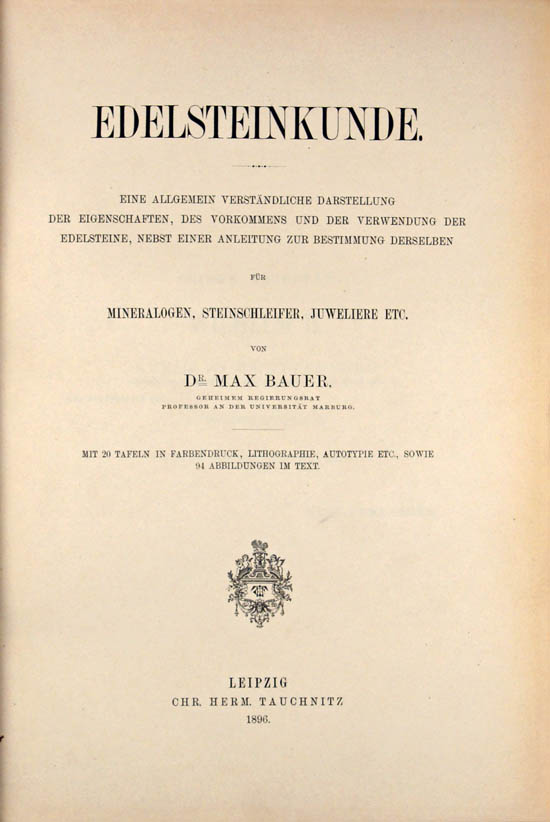 EDELSTEINKUNDE.
EINE ALLGEMEIN VERSTÄNDLICHE DARSTELLUNG
DER EIGENSCHAFTEN, DES VORKOMMENS UND DER VERWENDUNG DER
EDELSTEINE, NEBST EINER ANLEITUNG ZUR BESTIMMUNG DERSELBEN
FÜR
MINERALOGEN, STEINSCHLEIFER, JUWELIERE ETC.
VON
DR. MAX BAUER,
GEHEIMEM REGIERUNGSRAT
PROFESSOR AN DER UNIVERSITÄT MARBURG.
MIT 20 TAFELN IN FARBENDRUCK, LITHOGRAPHIE, AUTOTYPIE ETC., SOWIE
94 ABBILDUNGEN IM TEXT.
LEIPZIG
CHR. HERM. TAUCHNITZ
1896.